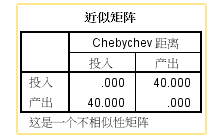 近似矩阵
Chebychev 距离
投入 产出
投入 .000 40.000
产出 40.000 .000
这是一个不相似性矩阵